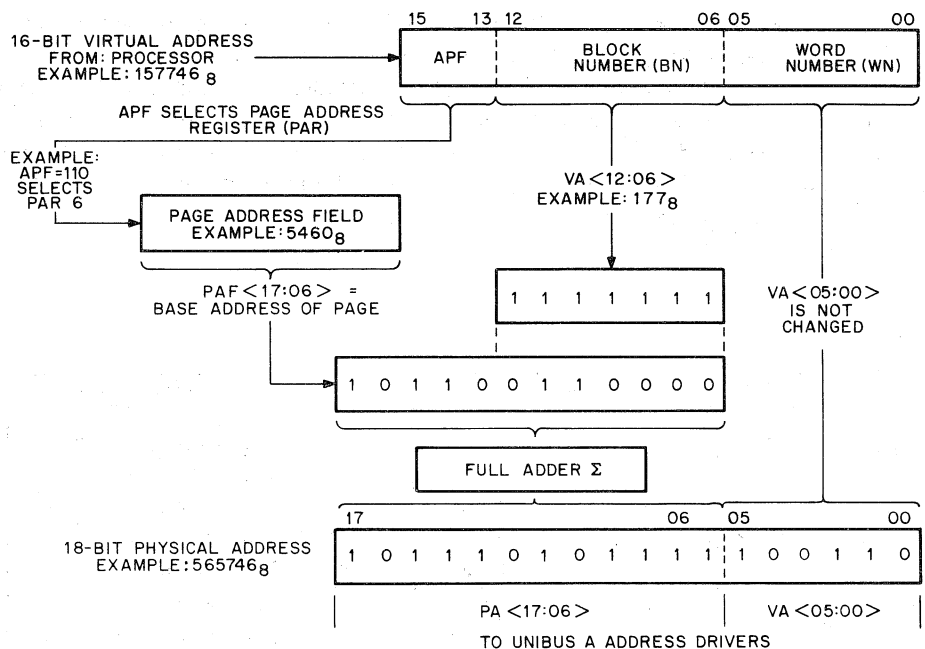 15 13 12 06 05 00
16-BIT VIRTUAL ADDRESS
FROM: PROCESSOR
EXAMPLE: 157746 8
APF
BLOCK
NUMBER (BN)
WORD
NUMBER (WN)
APF SELECTS PAGE ADDRESS
REGISTER (PAR)
EXAMPLE:
APF=110
SELECTS
PAR 6
VA <12:06>
EXAMPLE: 177 8
PAGE ADDRESS FIELD
EXAMPLE: 5460 8
PAF <17:06> =
BASE ADDRESS OF PAGE
1 1 1 1 1 1 1
VA <05:00>
IS NOT
CHANGED
1 0 1 1 0 0 1 1 0 0 0 0
FULL ADDER Σ
17 06 05 00
18-BIT PHYSICAL ADDRESS
EXAMPLE: 565746 8
1 0 1 1 1 0 1 0 1 1 1 1 1 0 0 1 1 0
PA <17:06>
VA <05:00>
TO UNIBUS A ADDRESS DRIVERS